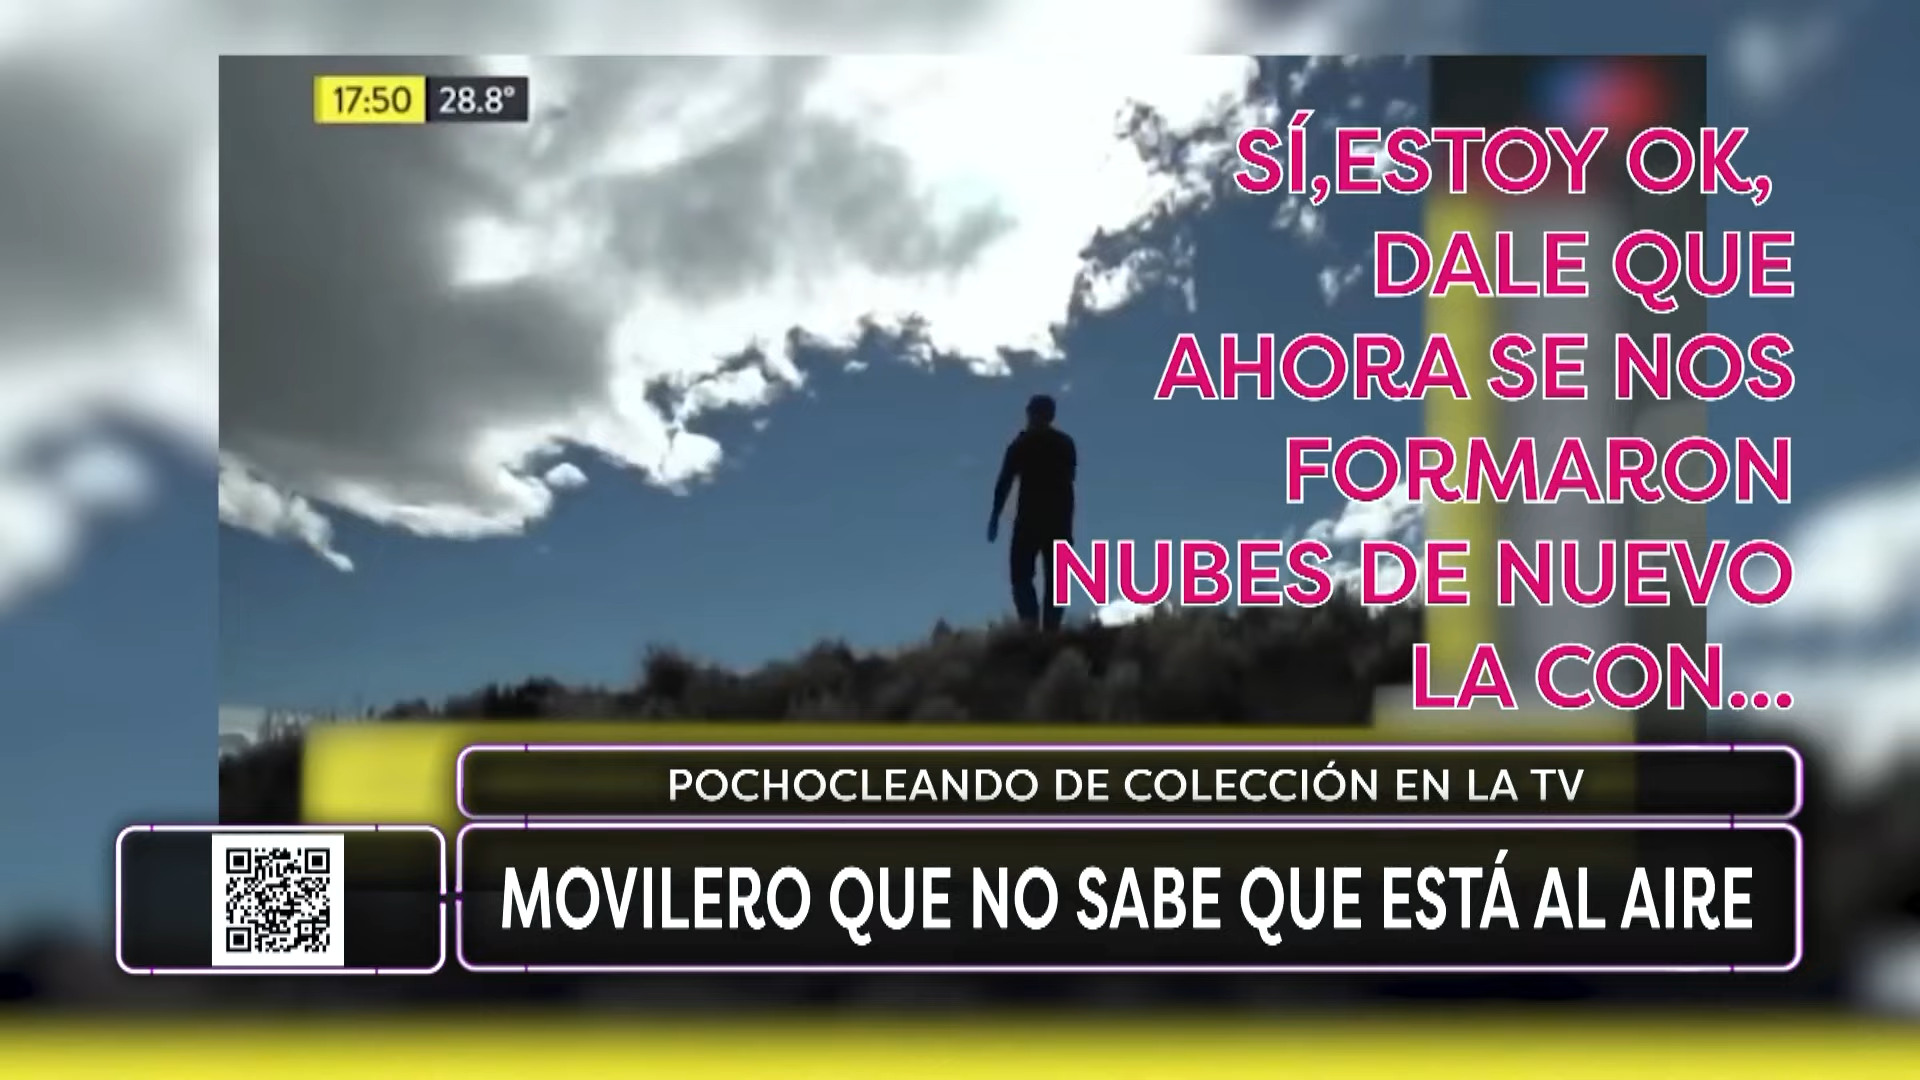 17:50 28.8°
SÍ,ESTOY OK,
DALE QUE
AHORA SE NOS
FORMARON
NUBES DE NUEVO
LA CON...
POCHOCLEANDO DE COLECCIÓN EN LA TV
MOVILERO QUE NO SABE QUE ESTÁ AL AIRE